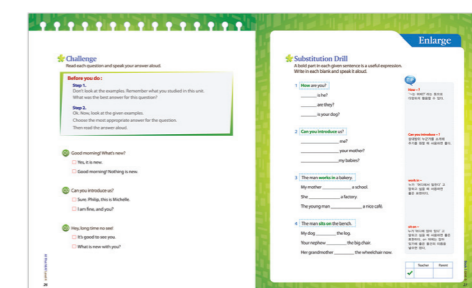 Challenge
Read each question and speak your answer aloud.
Before you do :
Step 1.
Don't look at the examples. Remember what you studied in this unit.
What was the best answer for this question?
Step 2.
Ok. Now, look at the given examples.
Choose the most appropriate answer for the question.
Then read the answer aloud.
Good morning! What's new?
Yes, it is new.
Good morning! Nothing is new.
Can you introduce us?
Sure. Philip, this is Michelle.
I am fine, and you?
Hey, long time no see!
It's good to see you.
What is new with you?
Enlarge
Substitution Drill
A bold part in each given sentence is a useful expression.
Write in each blank and speak it aloud.
1 How are you?
is he?
are they?
is your dog?
2 Can you introduce us?
me?
your mother?
my babies?
3 The man works in a bakery.
My mother a school.
She a factory.
The young man a nice café.
4 The man sits on the bench.
My dog the log.
Your nephew the big chair.
Her grandmother the wheelchair now.
Teacher Parent